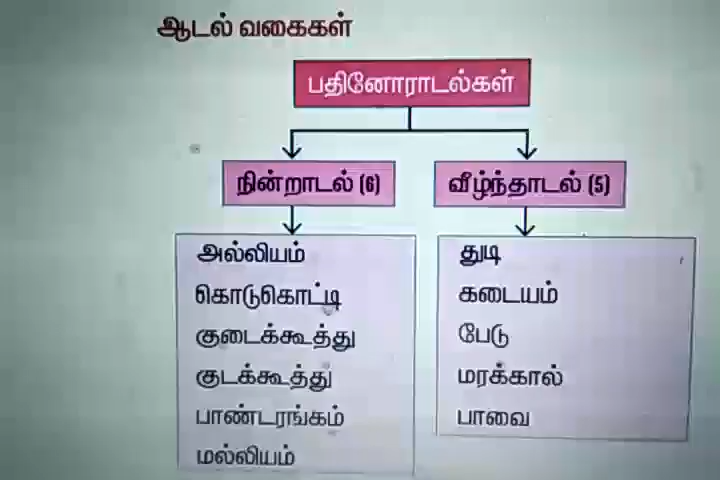 ஆடல் வகைகள்
பதினோராடல்கள்
நின்றாடல் (6)
வீழ்ந்தாடல் (5)
அல்லியம்
கொடுகொட்டி
குடைக்கூத்து
குடக்கூத்து
பாண்டரங்கம்
மல்லியம்
துடி
கடையம்
பேடு
மரக்கால்
பாவை